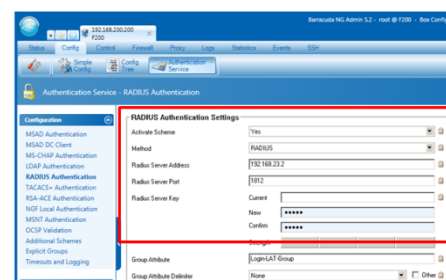 Barracuda NG Admin 5.2 - root @ F200 - Box Config
192.168.200.200
F200
Status Config Control Firewall Proxy Logs Statistics Events SSH
Simple Config Config Tree Authentication Service
Authentication Service - RADIUS Authentication
Configuration
MSAD Authentication
MSAD DC Client
MS-CHAP Authentication
LDAP Authentication
RADIUS Authentication
TACACS+ Authentication
RSA-ACE Authentication
NGF Local Authentication
MSNT Authentication
OCSP Validation
Additional Schemes
Explicit Groups
Timeouts and Logging
RADIUS Authentication Settings
Activate Scheme Yes
Method RADIUS
Radius Server Address 192.168.23.2
Radius Server Port 1812
Radius Server Key Current
New •••••
Confirm •••••
Strength
Group Attribute Login-LAT-Group
Group Attribute Delimiter None Other